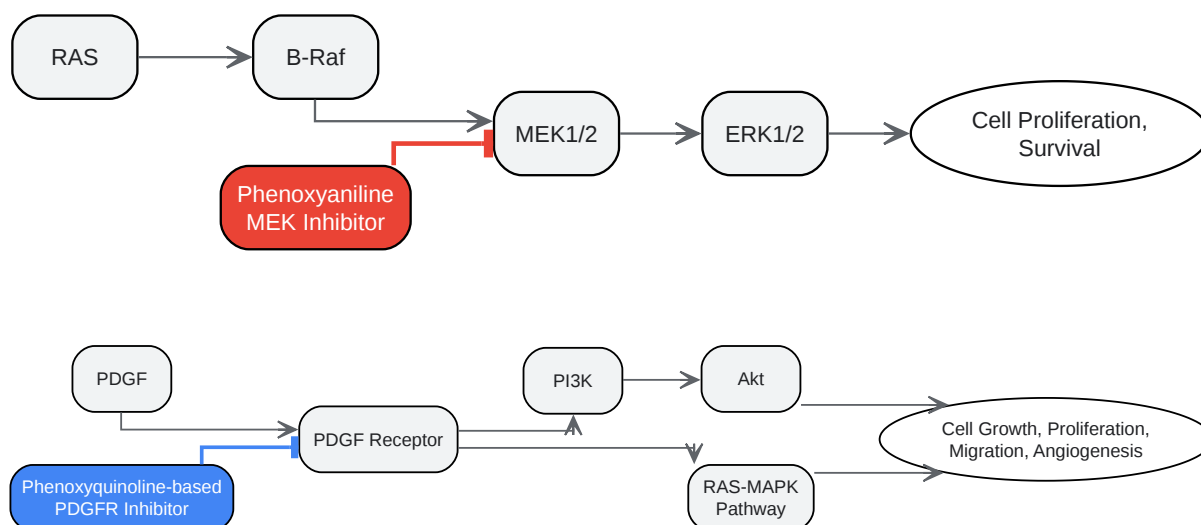 RAS
B-Raf
MEK1/2
ERK1/2
Cell Proliferation,
Survival
Phenoxyaniline
MEK Inhibitor
PDGF
PI3K
Akt
PDGF Receptor
Cell Growth, Proliferation,
Migration, Angiogenesis
Phenoxyquinoline-based
PDGFR Inhibitor
RAS-MAPK
Pathway